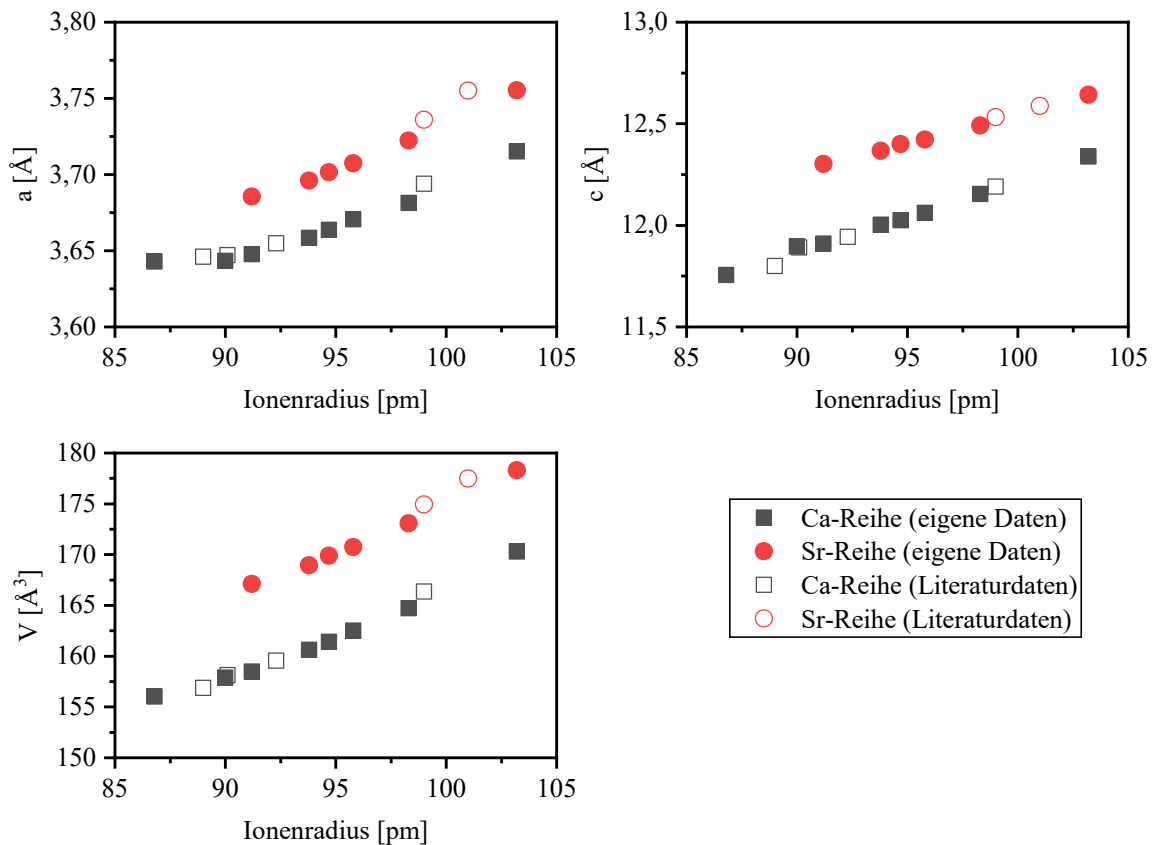 3,80
3,75
3,70
3,65
3,60
a [Å]
85 90 95 100 105
Ionenradius [pm]
13,0
12,5
12,0
11,5
c [Å]
85 90 95 100 105
Ionenradius [pm]
180
175
170
165
160
155
150
V [Å³]
85 90 95 100 105
Ionenradius [pm]
Ca-Reihe (eigene Daten)
Sr-Reihe (eigene Daten)
Ca-Reihe (Literaturdaten)
Sr-Reihe (Literaturdaten)